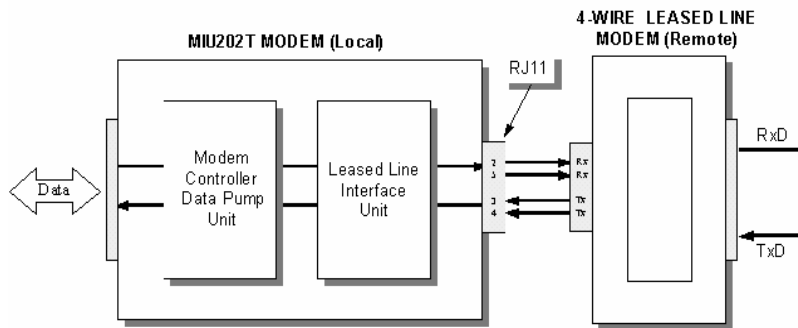 4-WIRE LEASED LINE
MODEM (Remote)
MIU202T MODEM (Local)
RJ11
RxD
Data
Modem
Controller
Data Pump
Unit
Leased Line
Interface
Unit
2
5
3
4
Rx
Rx
Tx
Tx
TxD